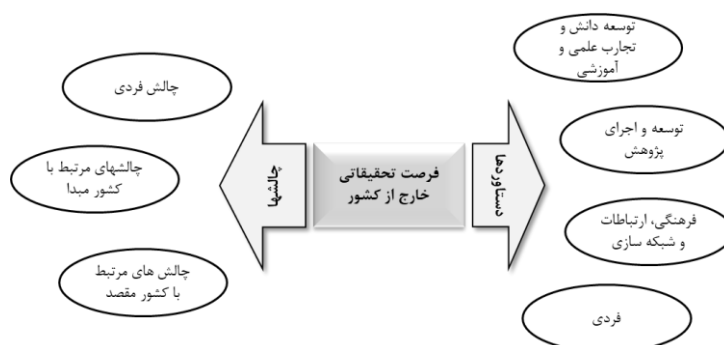 توسعه دانش و
تجارب علمی و
آموزشی
توسعه و اجرای
پژوهش
فرهنگی، ارتباطات
و شبکه سازی
فردی
دستاوردها
فرصت تحقیقاتی
خارج از کشور
چالشها
چالش فردی
چالشهای مرتبط با
کشور مبدا
چالش های مرتبط
با کشور مقصد